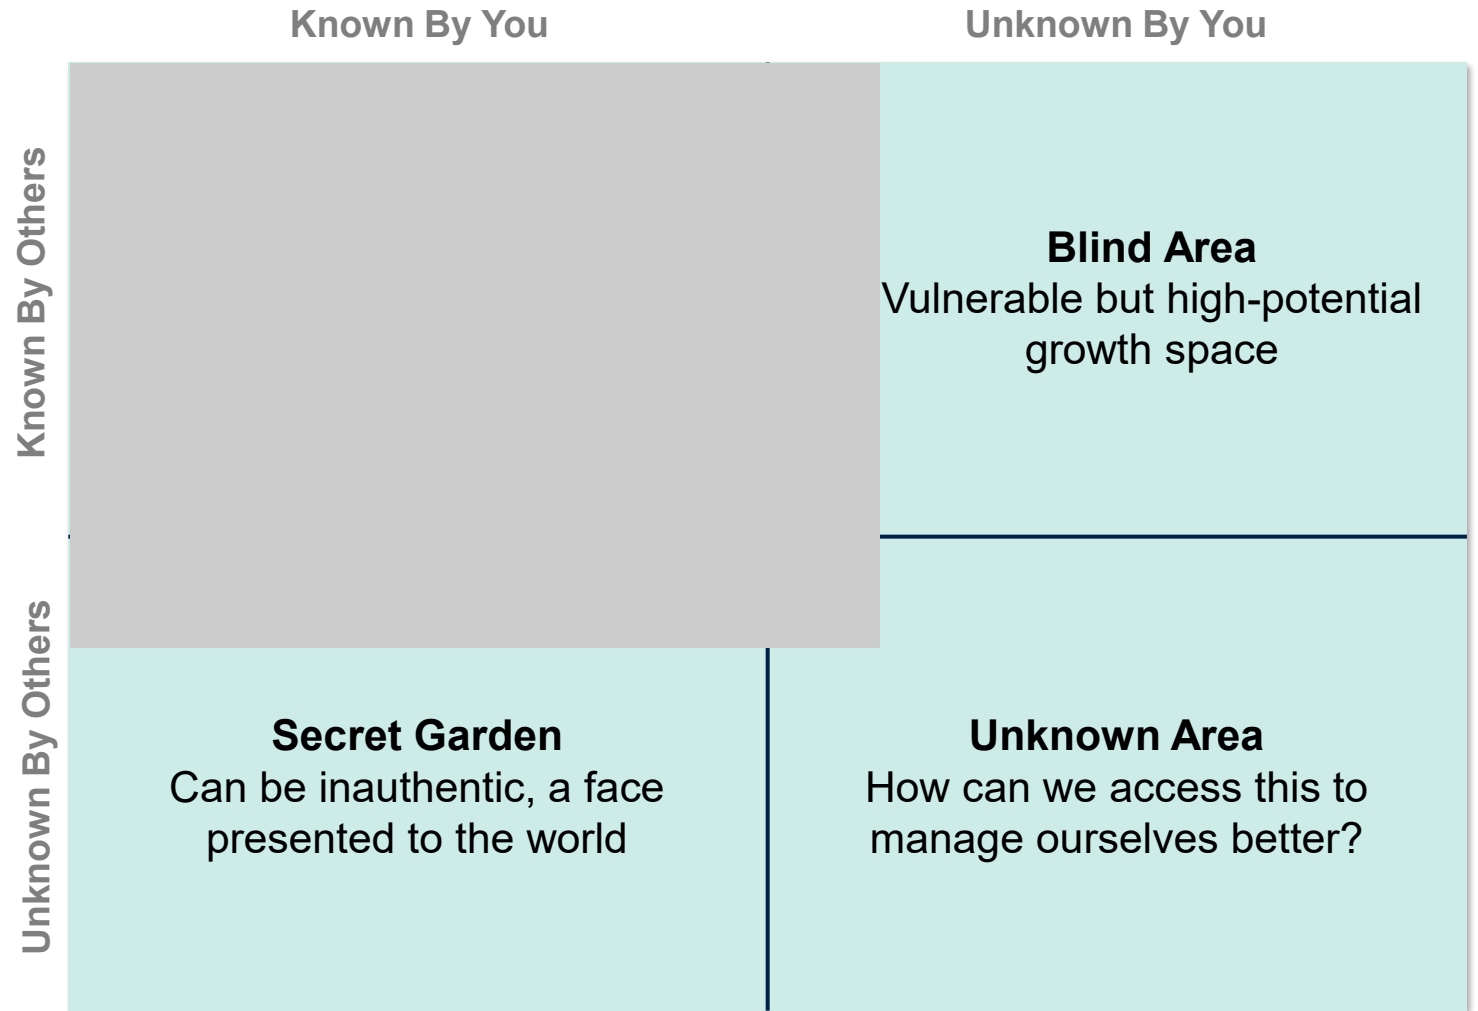 Known By You
Unknown By You
Known By Others
Blind Area
Vulnerable but high-potential
growth space
Unknown By Others
Secret Garden
Can be inauthentic, a face
presented to the world
Unknown Area
How can we access this to
manage ourselves better?